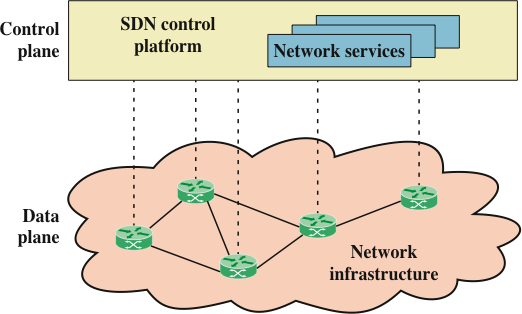 Control
plane
SDN control
platform
Network services
Data
plane
Network
infrastructure